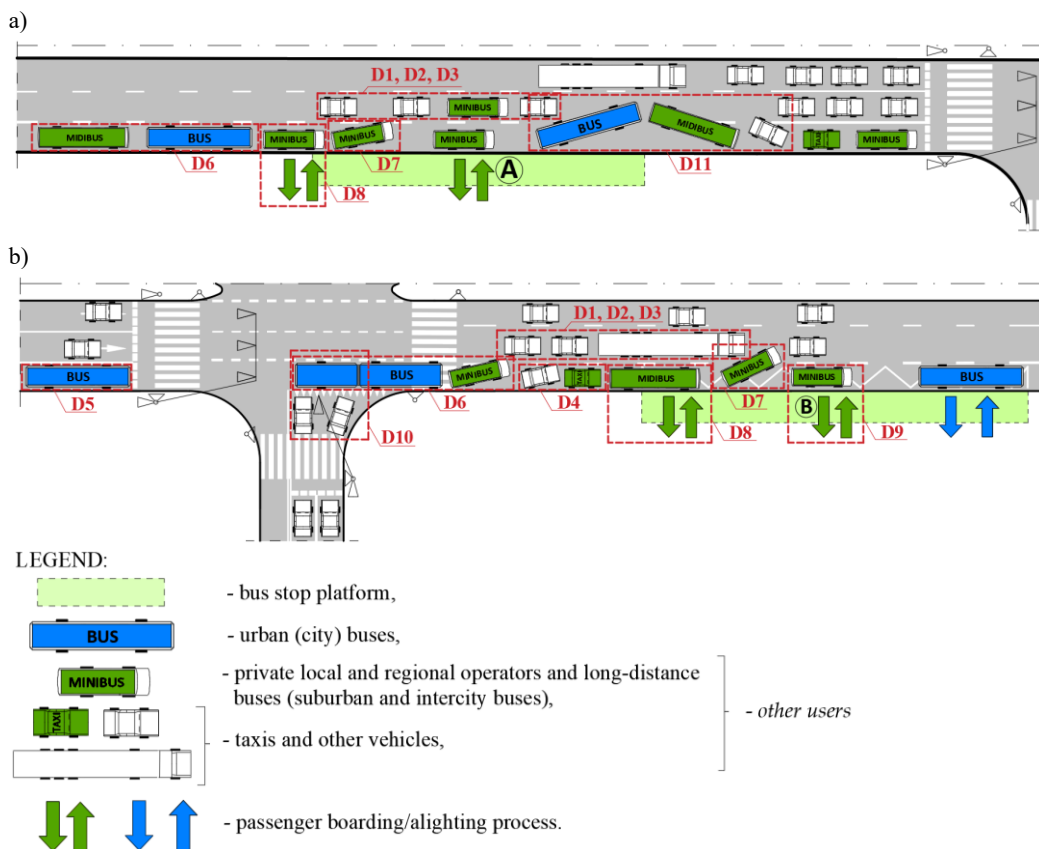 a)
D1, D2, D3
MINIBUS
BUS
MIDIBUS
MIDIBUS
BUS
MINIBUS
MINIBUS
MINIBUS
TAXI
MINIBUS
D6
D7
D11
A
D8
b)
D1, D2, D3
BUS
BUS
MINIBUS
TAXI
MIDIBUS
MINIBUS
MINIBUS
BUS
D5
D6
D4
D7
B
D10
D8
D9
LEGEND:
- bus stop platform,
BUS
- urban (city) buses,
MINIBUS
- private local and regional operators and long-distance
buses (suburban and intercity buses),
TAXI
- other users
- taxis and other vehicles,
- passenger boarding/alighting process.